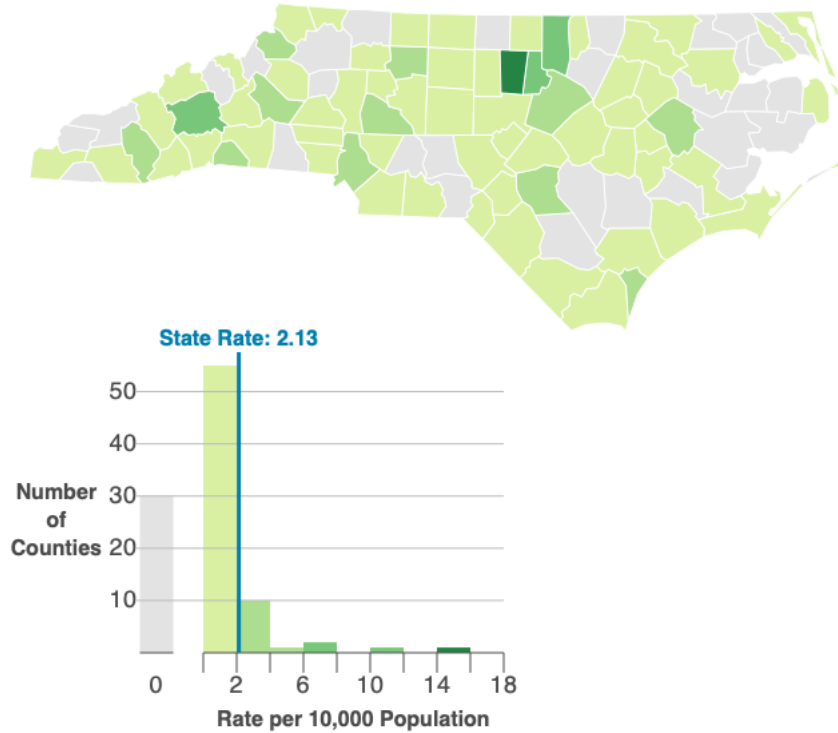 State Rate: 2.13
50
40
30
20
10
Number
of
Counties
0 2 6 10 14 18
Rate per 10,000 Population